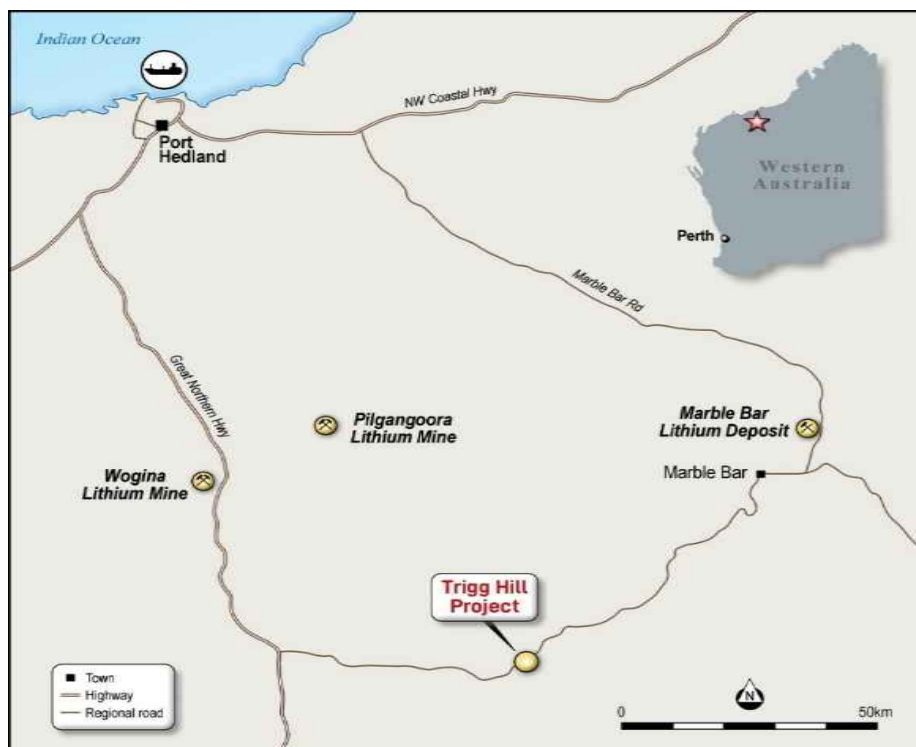 Indian Ocean
NW Coastal Hwy
Port
Hedland
Western
Australia
Perth
Marble Bar Rd
Great Northern Hwy
Pilgangoora
Lithium Mine
Marble Bar
Lithium Deposit
Wogina
Lithium Mine
Marble Bar
Trigg Hill
Project
Town
Highway
Regional road
N
0
50km